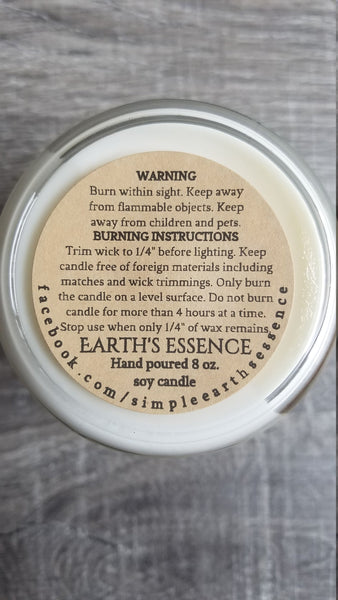 WARNING
Burn within sight. Keep away
from flammable objects. Keep
away from children and pets.
BURNING INSTRUCTIONS
Trim wick to 1/4" before lighting. Keep
candle free of foreign materials including
matches and wick trimmings. Only burn
the candle on a level surface. Do not burn
candle for more than 4 hours at a time.
Stop use when only 1/4" of wax remains.
EARTH'S ESSENCE
Hand poured 8 oz.
soy candle
facebook.com/simpleearthsessence